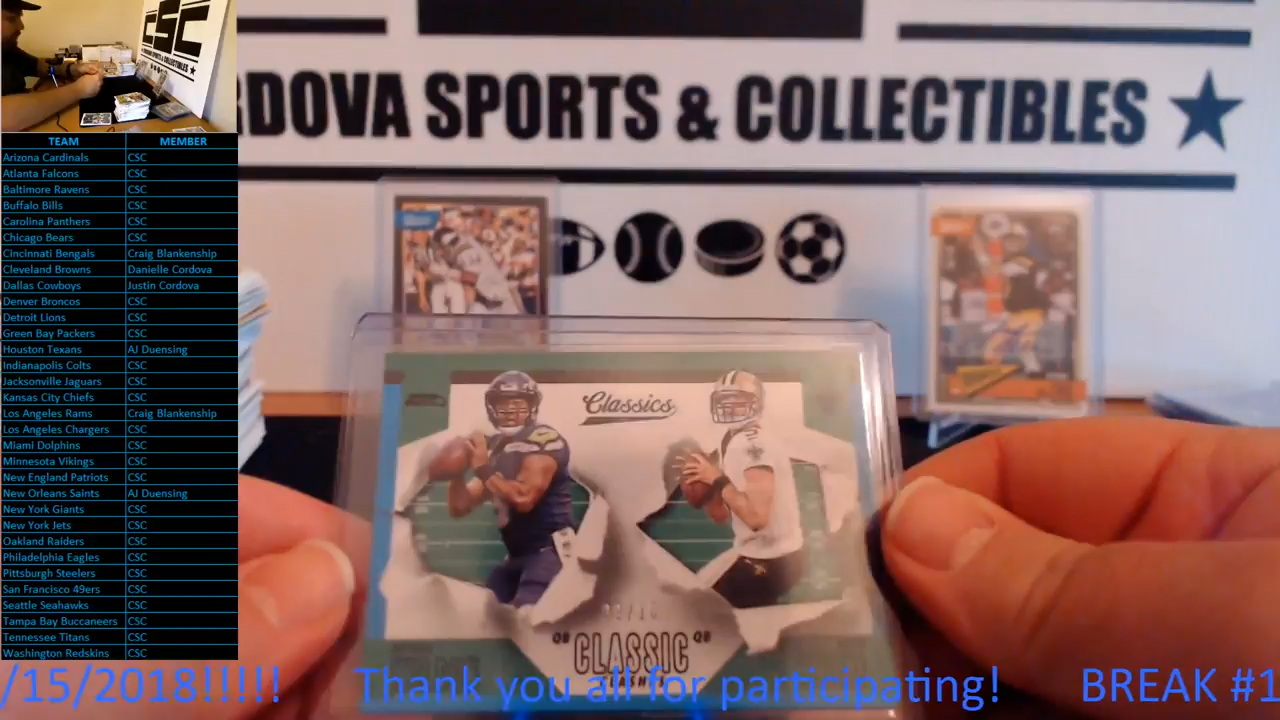 CSC
RDOVA SPORTS & COLLECTIBLES
TEAM MEMBER
Arizona Cardinals CSC
Atlanta Falcons CSC
Baltimore Ravens CSC
Buffalo Bills CSC
Carolina Panthers CSC
Chicago Bears CSC
Cincinnati Bengals Craig Blankenship
Cleveland Browns Danielle Cordova
Dallas Cowboys Justin Cordova
Denver Broncos CSC
Detroit Lions CSC
Green Bay Packers CSC
Houston Texans AJ Duensing
Indianapolis Colts CSC
Jacksonville Jaguars CSC
Kansas City Chiefs CSC
Los Angeles Rams Craig Blankenship
Los Angeles Chargers CSC
Miami Dolphins CSC
Minnesota Vikings CSC
New England Patriots CSC
New Orleans Saints AJ Duensing
New York Giants CSC
New York Jets CSC
Oakland Raiders CSC
Philadelphia Eagles CSC
Pittsburgh Steelers CSC
San Francisco 49ers CSC
Seattle Seahawks CSC
Tampa Bay Buccaneers CSC
Tennessee Titans CSC
Washington Redskins CSC
Classics
QB "CLASSIC" QB
CLASHES
/15/2018!!!!! Thank you all for participating! BREAK #1